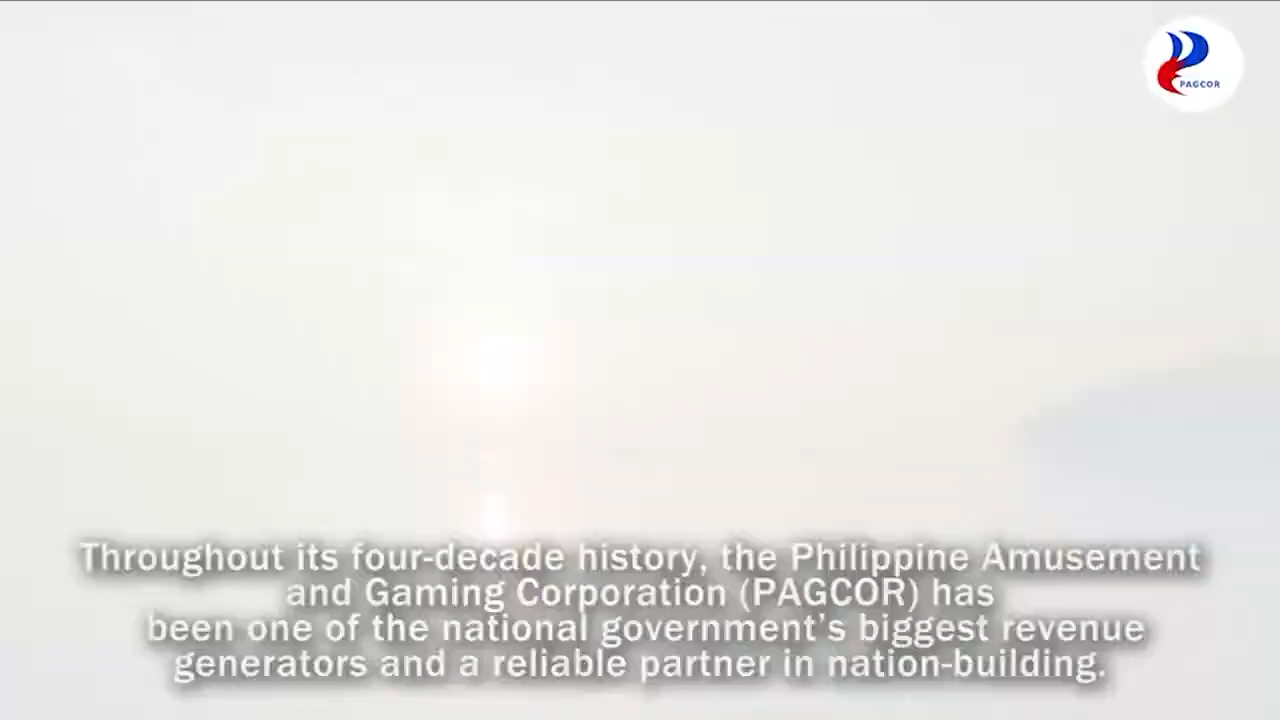 PAGCOR
Throughout its four-decade history, the Philippine Amusement
and Gaming Corporation (PAGCOR) has
been one of the national government's biggest revenue
generators and a reliable partner in nation-building.